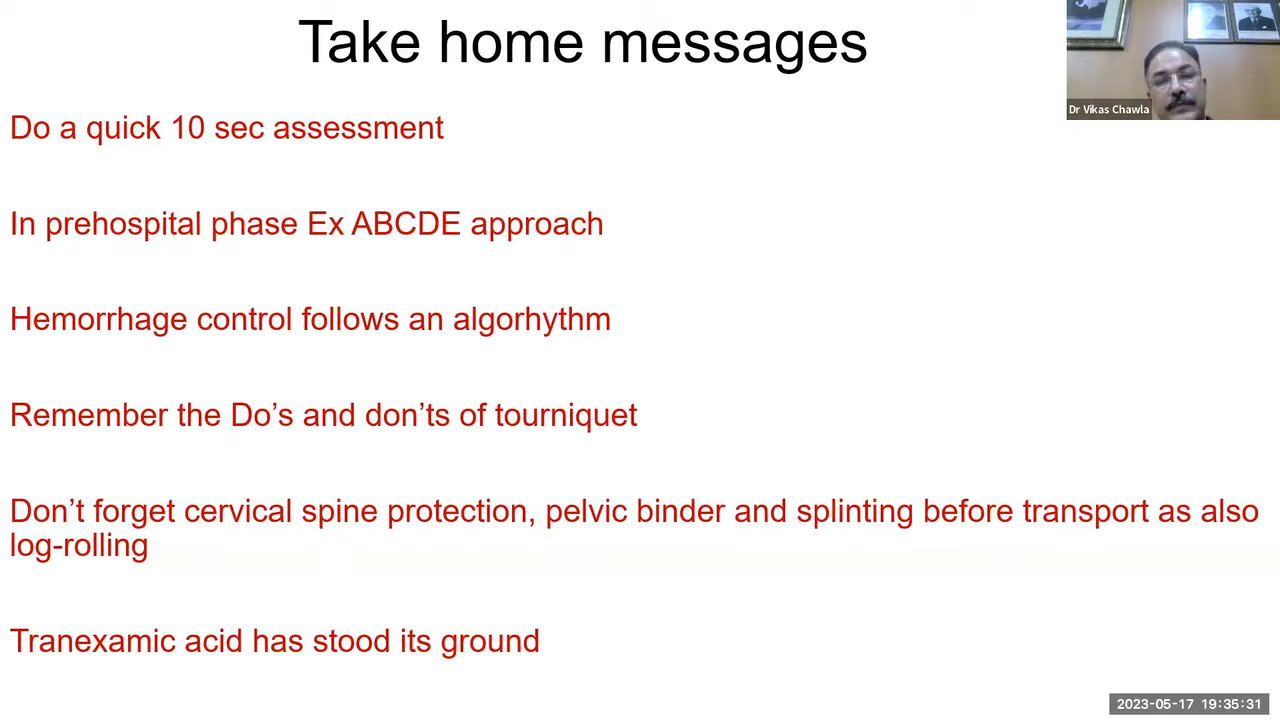 Take home messages
Dr Vikas Chawla
Do a quick 10 sec assessment
In prehospital phase Ex ABCDE approach
Hemorrhage control follows an algorhythm
Remember the Do’s and don’ts of tourniquet
Don’t forget cervical spine protection, pelvic binder and splinting before transport as also
log-rolling
Tranexamic acid has stood its ground
2023-05-17 19:35:31